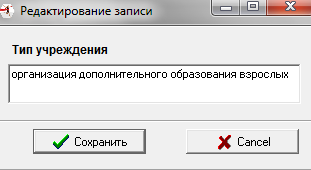 Редактирование записи
Тип учреждения
организация дополнительного образования взрослых
Сохранить
Cancel